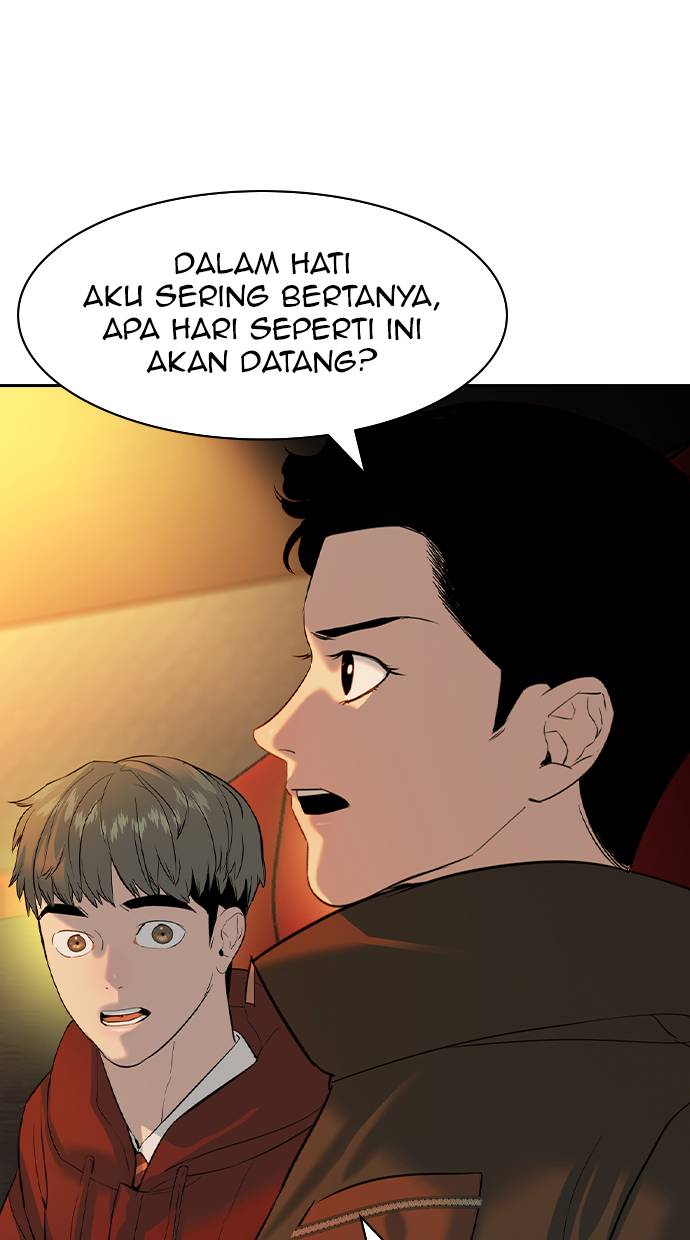 DALAM HATI
AKU SERING BERTANYA,
APA HARI SEPERTI INI
AKAN DATANG?